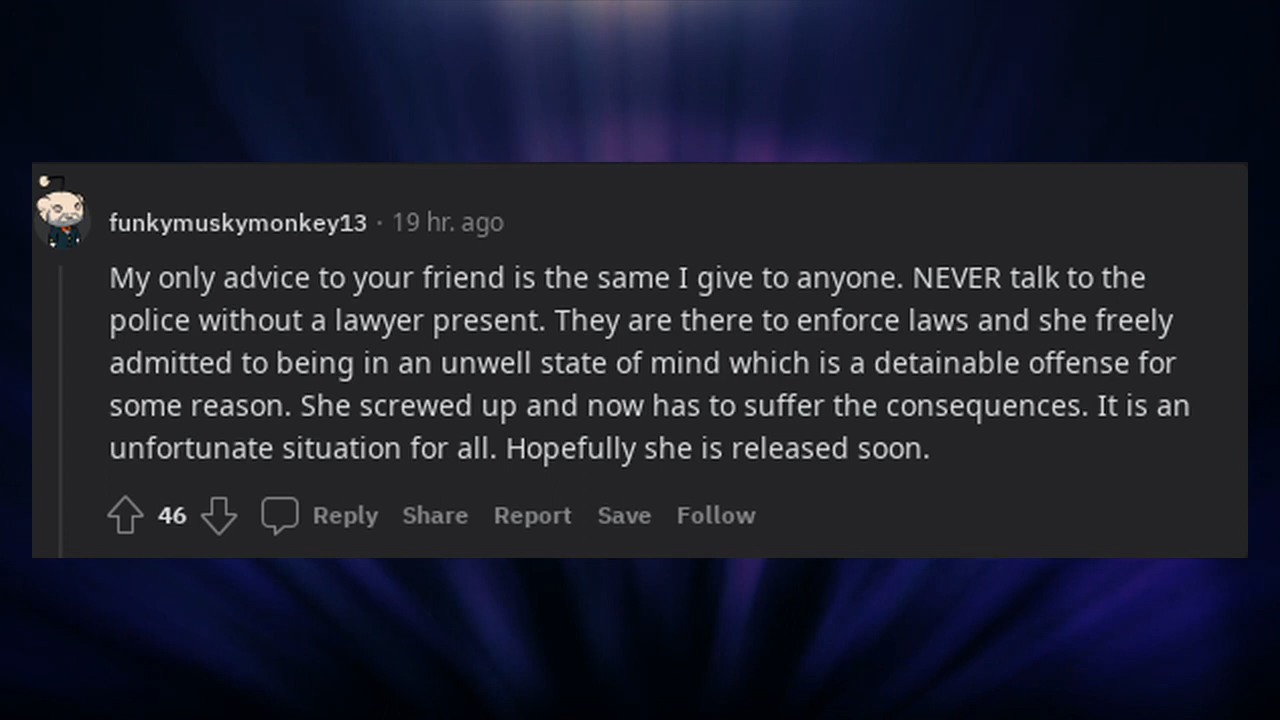 funkymuskymonkey13 · 19 hr. ago
My only advice to your friend is the same I give to anyone. NEVER talk to the
police without a lawyer present. They are there to enforce laws and she freely
admitted to being in an unwell state of mind which is a detainable offense for
some reason. She screwed up and now has to suffer the consequences. It is an
unfortunate situation for all. Hopefully she is released soon.
46 Reply Share Report Save Follow